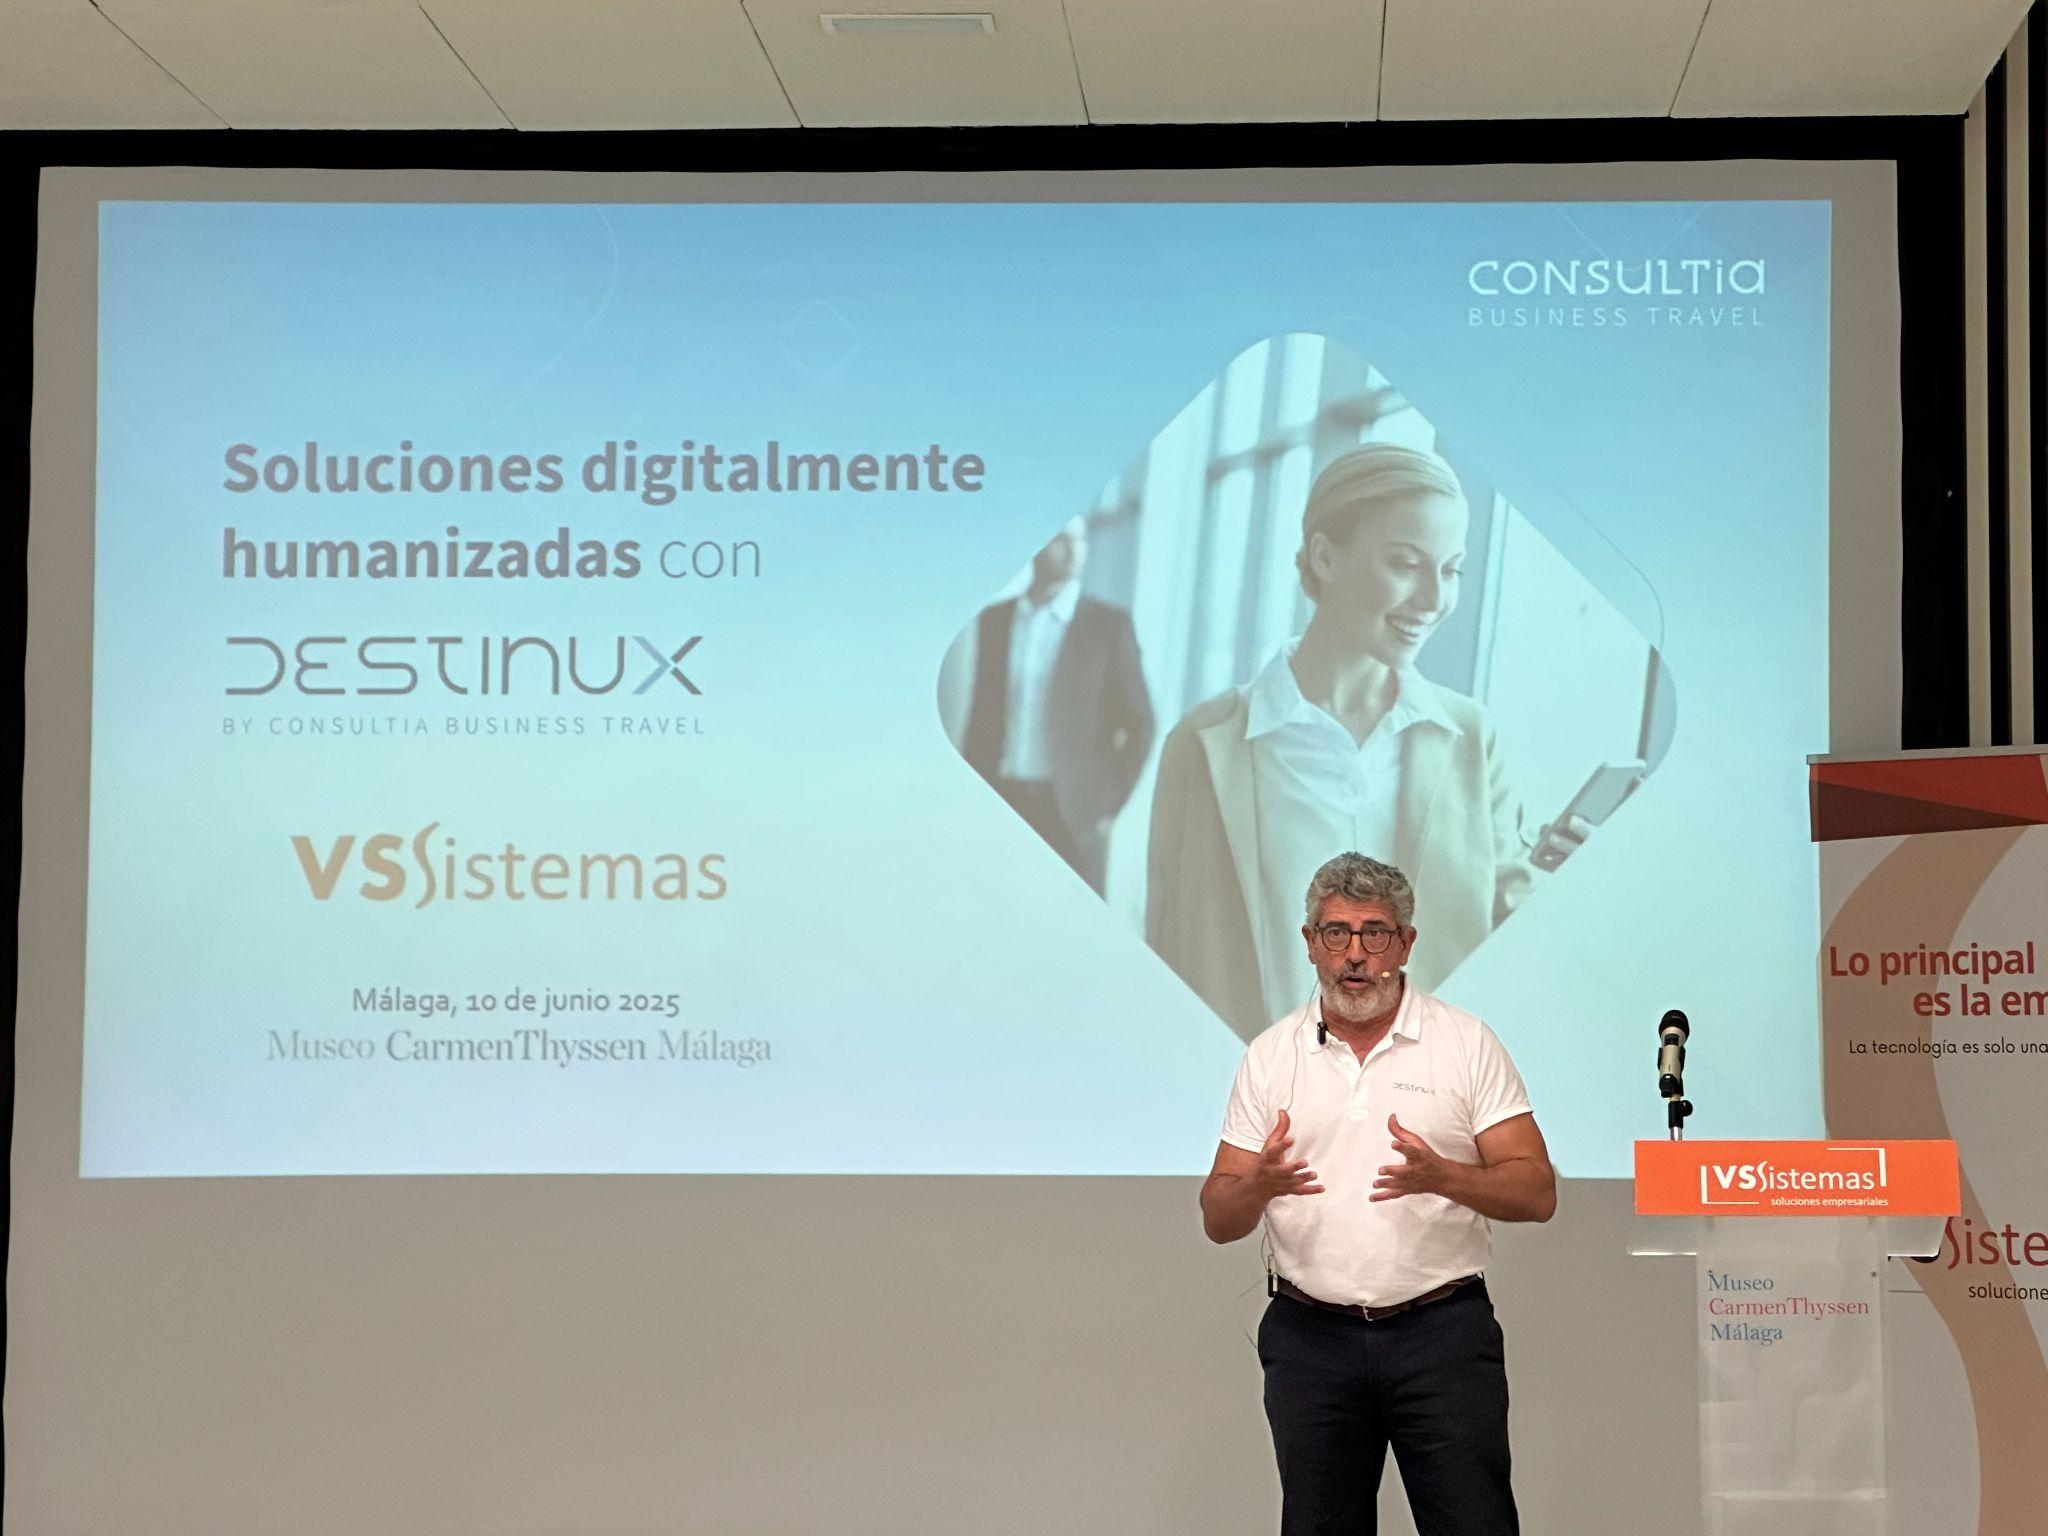 CONSULTIA
BUSINESS TRAVEL
Soluciones digitalmente
humanizadas con
DESTINUX
BY CONSULTIA BUSINESS TRAVEL
VSSistemas
Málaga, 10 de junio 2025
Museo CarmenThyssen Málaga
DESTINUX
Lo principal
es la em
La tecnología es solo una
VSSistemas
soluciones empresariales
Siste
solucione
Museo
CarmenThyssen
Málaga